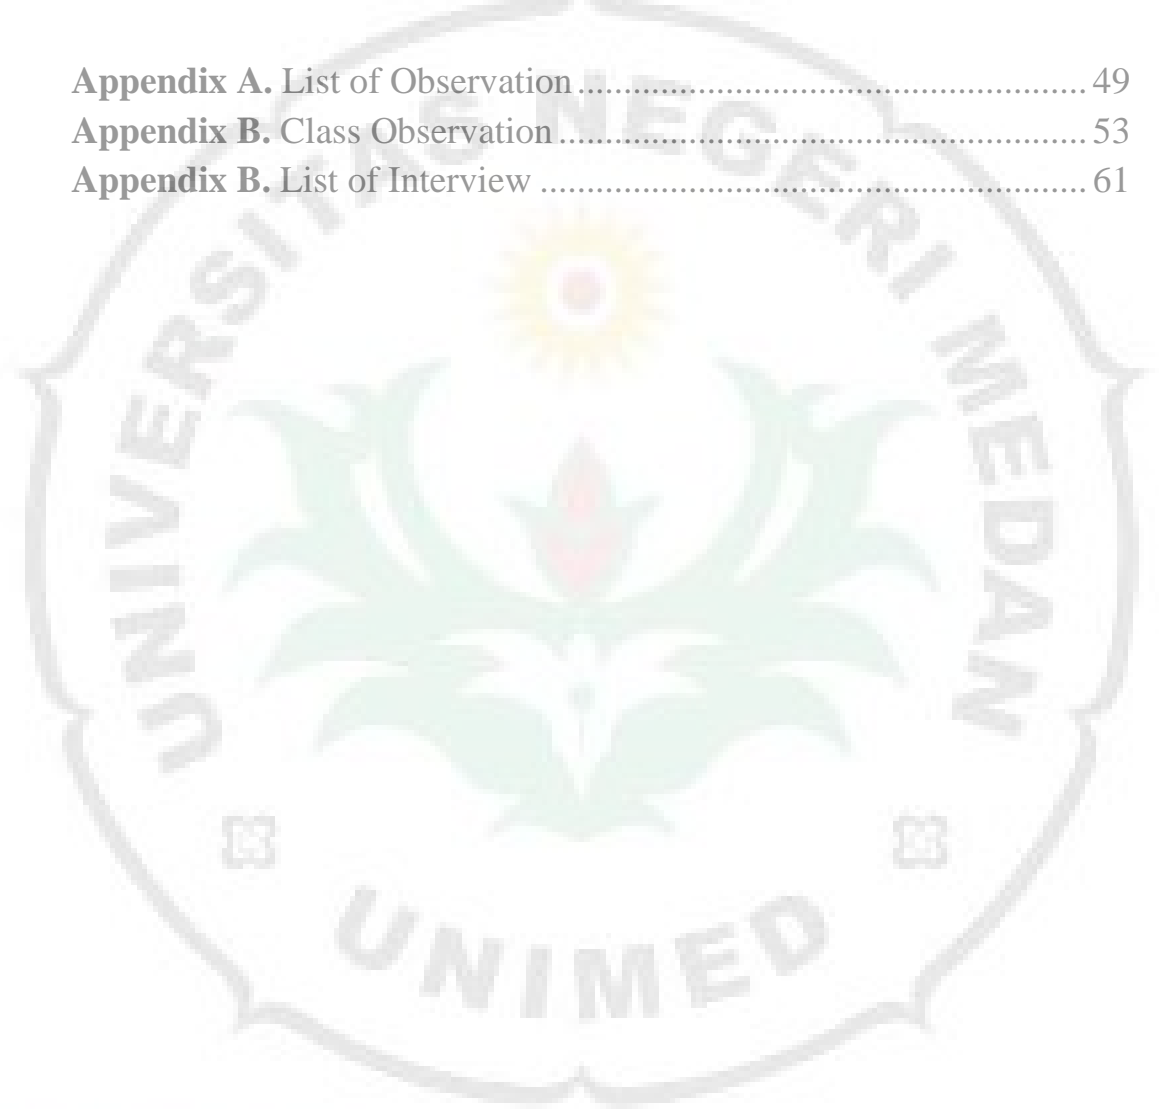 Appendix A. List of Observation ........................................................ 49
Appendix B. Class Observation .......................................................... 53
Appendix B. List of Interview ............................................................ 61
UNIVERSITAS NEGERI MEDAN
UNIMED